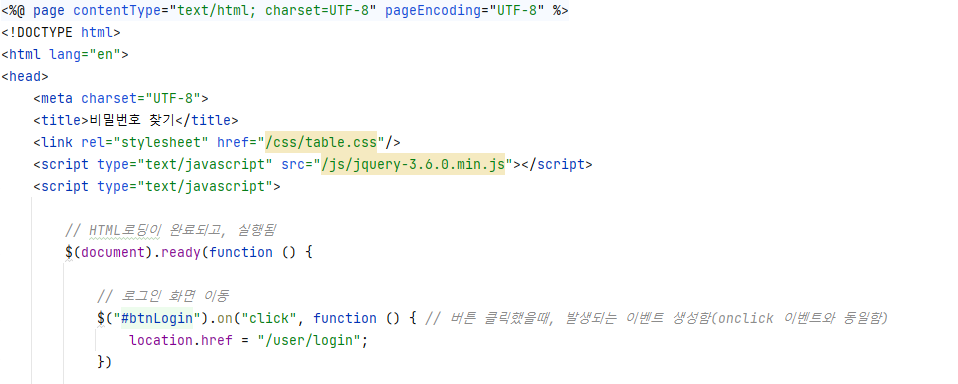 <%@ page contentType="text/html; charset=UTF-8" pageEncoding="UTF-8" %>
<!DOCTYPE html>
<html lang="en">
<head>
    <meta charset="UTF-8">
    <title>비밀번호 찾기</title>
    <link rel="stylesheet" href="/css/table.css"/>
    <script type="text/javascript" src="/js/jquery-3.6.0.min.js"></script>
    <script type="text/javascript">
        // HTML로딩이 완료되고, 실행됨
        $(document).ready(function () {
            // 로그인 화면 이동
            $("#btnLogin").on("click", function () { // 버튼 클릭했을때, 발생되는 이벤트 생성함(onclick 이벤트와 동일함)
                location.href = "/user/login";
            })